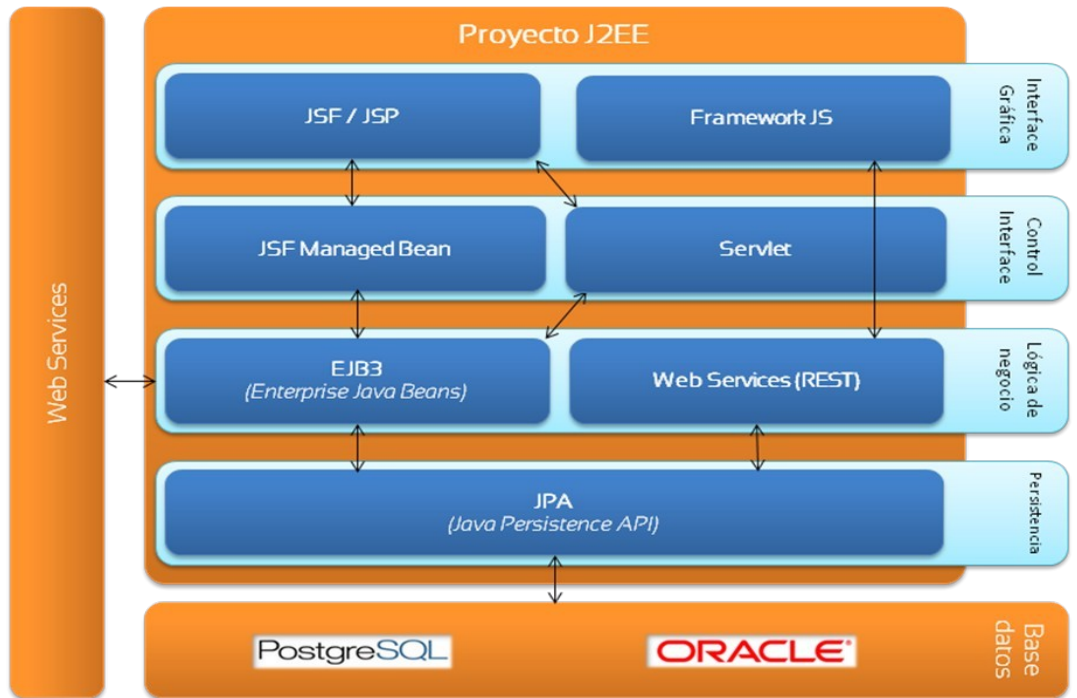 Proyecto J2EE
JSF / JSP
Framework JS
Interface
Gráfica
JSF Managed Bean
Servlet
Control
Interface
Web Services
EJB3
(Enterprise Java Beans)
Web Services (REST)
Lógica de
negocio
JPA
(Java Persistence API)
Persistencia
PostgreSQL
ORACLE®
Base
datos